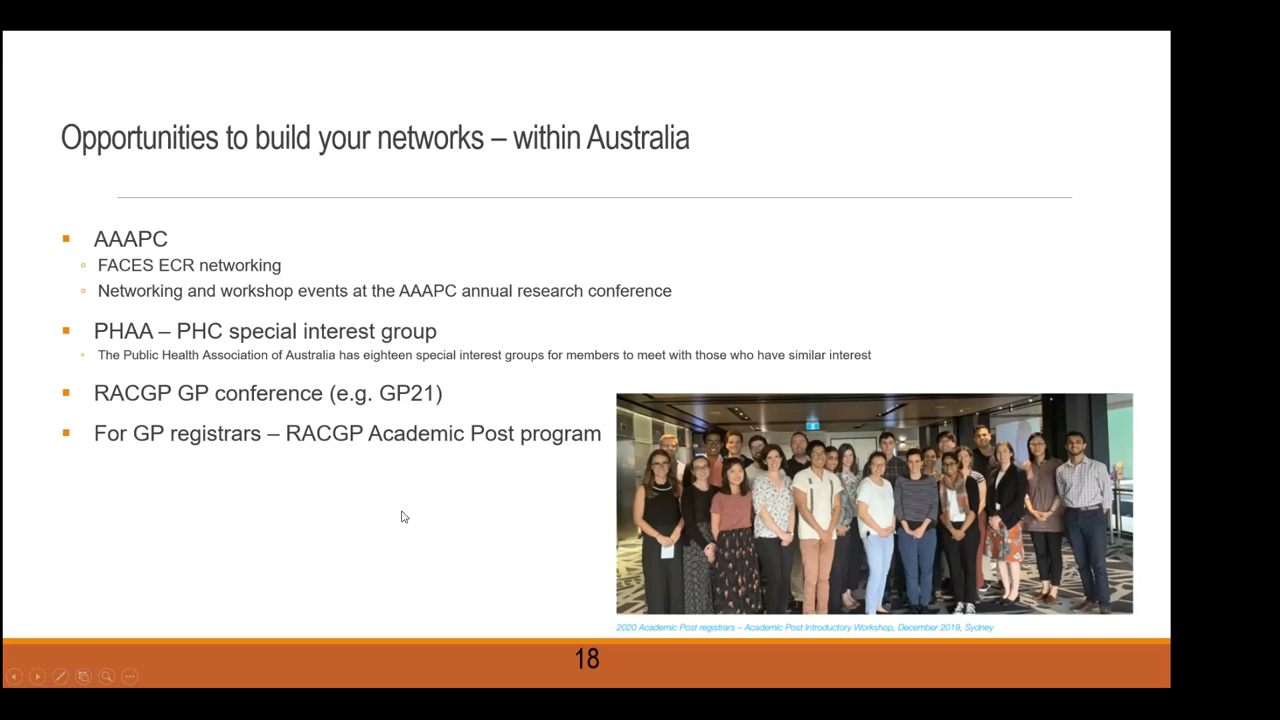 Opportunities to build your networks – within Australia
AAAPC
FACES ECR networking
Networking and workshop events at the AAAPC annual research conference
PHAA – PHC special interest group
The Public Health Association of Australia has eighteen special interest groups for members to meet with those who have similar interest
RACGP GP conference (e.g. GP21)
For GP registrars – RACGP Academic Post program
2020 Academic Post registrars – Academic Post Introductory Workshop, December 2019, Sydney
18